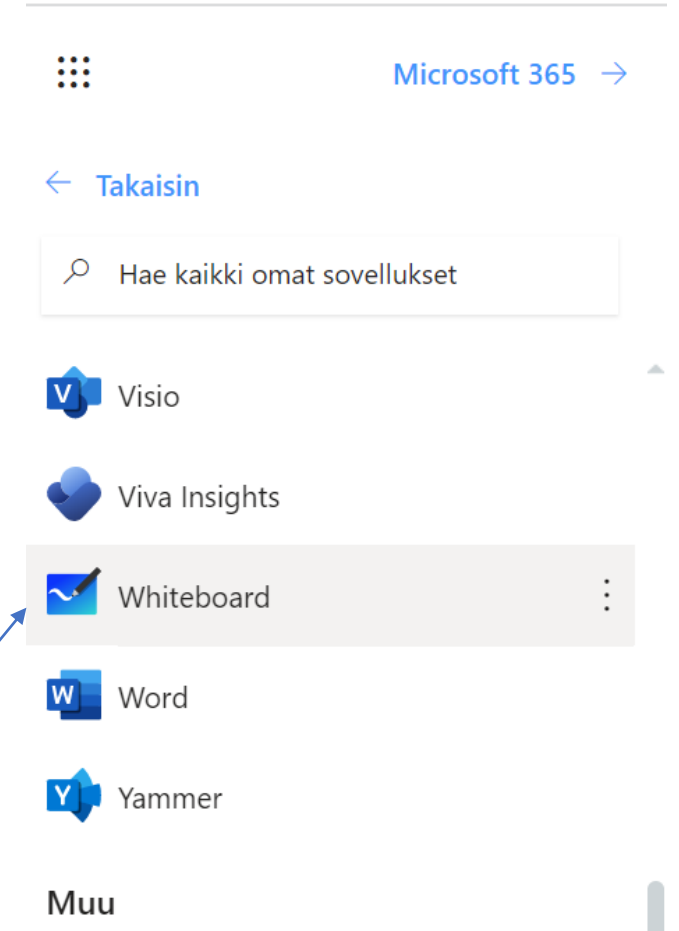 Microsoft 365 →
← Takaisin
Hae kaikki omat sovellukset
Visio
Viva Insights
Whiteboard
Word
Yammer
Muu